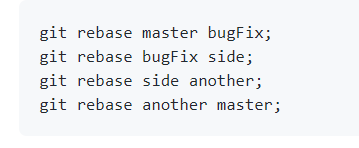 git rebase master bugFix;
git rebase bugFix side;
git rebase side another;
git rebase another master;